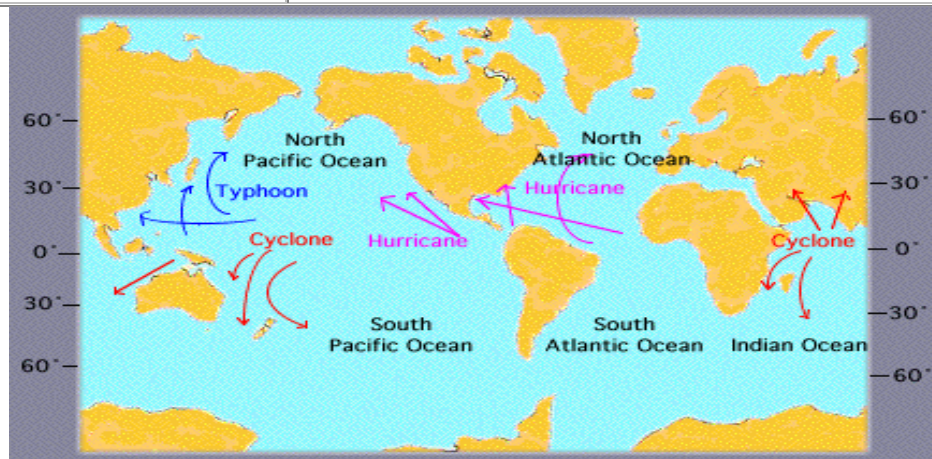 60°
60°
North
Pacific Ocean
North
Atlantic Ocean
30°
Typhoon
Hurricane
30°
Cyclone
Hurricane
Cyclone
0°
0°
30°
30°
South
Pacific Ocean
South
Atlantic Ocean
Indian Ocean
60°
60°